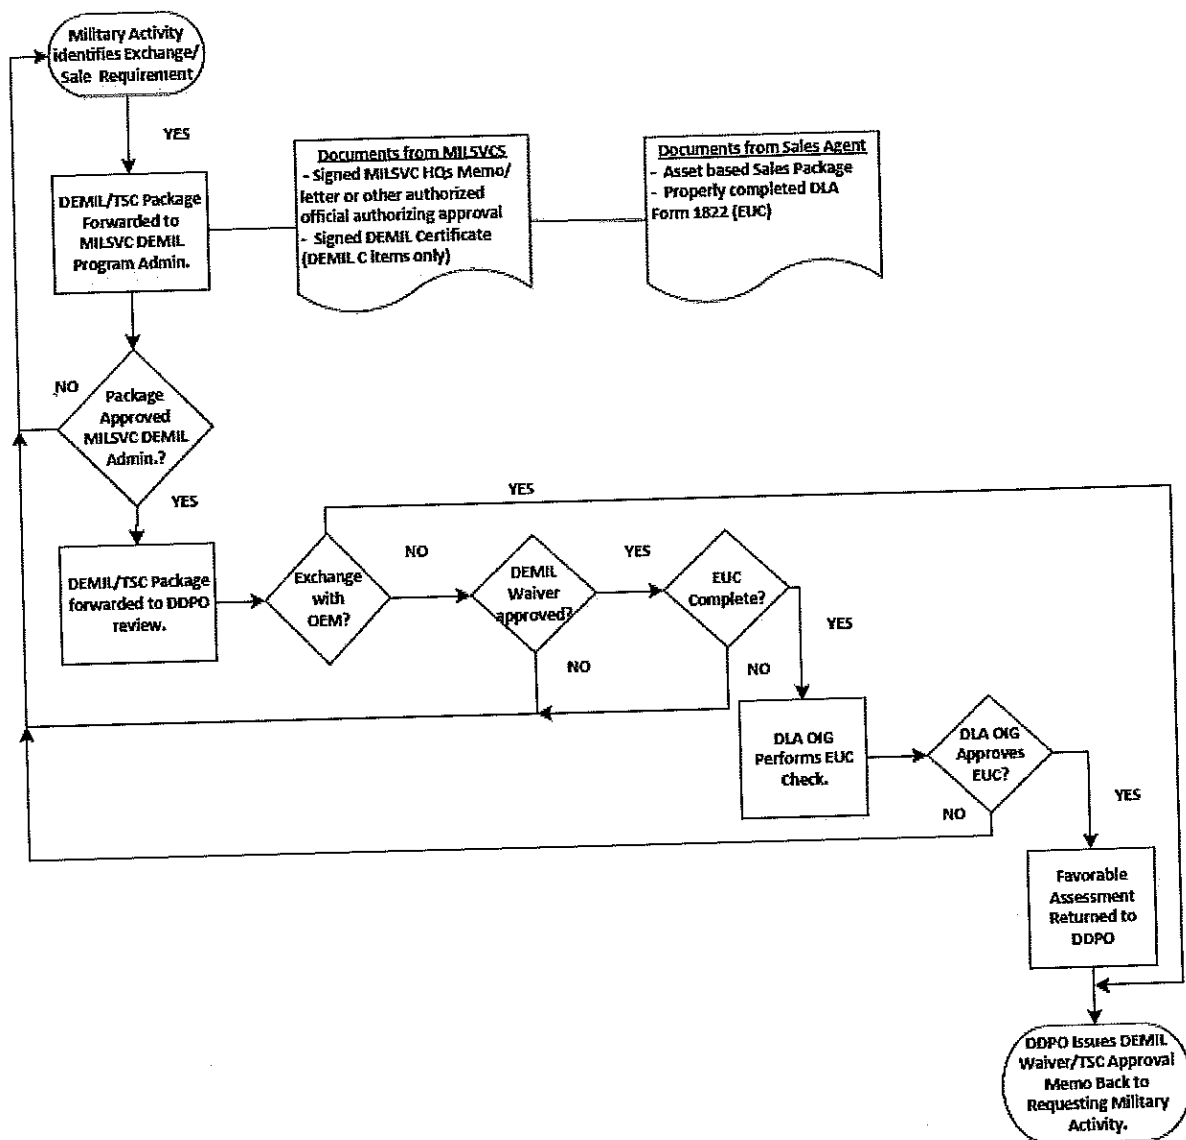 Military Activity
identifies Exchange/
Sale Requirement
YES
Documents from MILSVCS
- Signed MILSVC HQs Memo/
letter or other authorized
official authorizing approval
- Signed DEMIL Certificate
(DEMIL C items only)
Documents from Sales Agent
- Asset based Sales Package
- Properly completed DLA
Form 1822 (EUC)
DEMIL/TSC Package
Forwarded to
MILSVC DEMIL
Program Admin.
NO
Package
Approved
MILSVC DEMIL
Admin.?
YES
YES
DEMIL/TSC Package
forwarded to DDPO
review.
Exchange
with
OEM?
NO
DEMIL
Waiver
approved?
YES
EUC
Complete?
YES
NO
NO
DLA OIG
Performs EUC
Check.
DLA OIG
Approves
EUC?
YES
NO
Favorable
Assessment
Returned to
DDPO
DDPO Issues DEMIL
Waiver/TSC Approval
Memo Back to
Requesting Military
Activity.